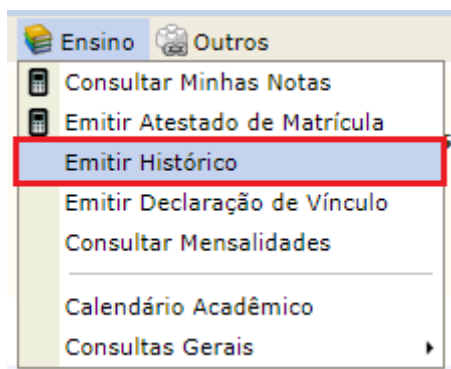 Ensino Outros
Consultar Minhas Notas
Emitir Atestado de Matrícula
Emitir Histórico
Emitir Declaração de Vínculo
Consultar Mensalidades
Calendário Acadêmico
Consultas Gerais